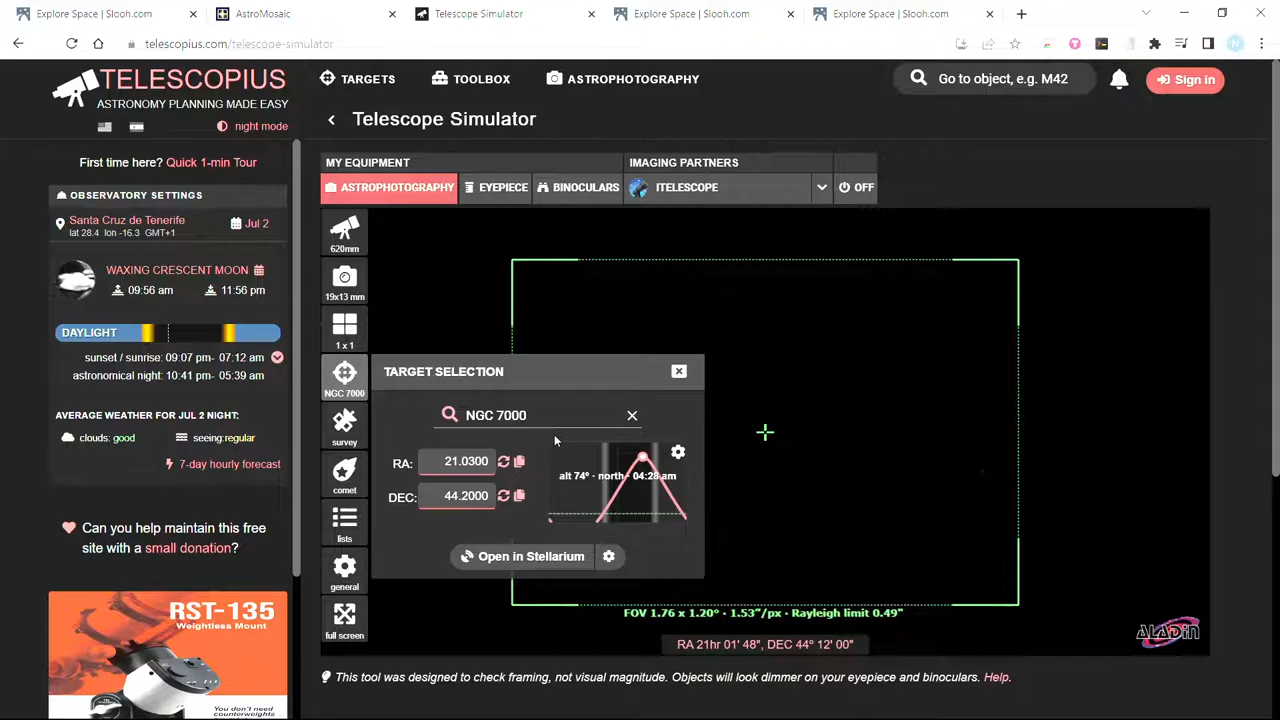 Explore Space | Slooh.com
AstroMosaic
Telescope Simulator
Explore Space | Slooh.com
Explore Space | Slooh.com
telescopius.com/telescope-simulator
TELESCOPIUS
ASTRONOMY PLANNING MADE EASY
night mode
TARGETS
TOOLBOX
ASTROPHOTOGRAPHY
Go to object, e.g. M42
Sign in
First time here? Quick 1-min Tour
OBSERVATORY SETTINGS
Santa Cruz de Tenerife
lat 28.4 lon -16.3 GMT+1
Jul 2
WAXING CRESCENT MOON
09:56 am
11:56 pm
DAYLIGHT
sunset / sunrise: 09:07 pm- 07:12 am
astronomical night: 10:41 pm- 05:39 am
AVERAGE WEATHER FOR JUL 2 NIGHT:
clouds: good
seeing:regular
7-day hourly forecast
Can you help maintain this free
site with a small donation?
RST-135
Weightless Mount
You don't need
counterweights
Telescope Simulator
MY EQUIPMENT
IMAGING PARTNERS
ASTROPHOTOGRAPHY
EYEPIECE
BINOCULARS
ITELESCOPE
OFF
620mm
19x13 mm
1 x 1
NGC 7000
survey
comet
lists
general
full screen
TARGET SELECTION
NGC 7000
RA:
21.0300
DEC:
44.2000
alt 74º · north · 04:28 am
Open in Stellarium
FOV 1.76 x 1.20º · 1.53"/px · Rayleigh limit 0.49"
RA 21hr 01' 48", DEC 44º 12' 00"
ALADIN
This tool was designed to check framing, not visual magnitude. Objects will look dimmer on your eyepiece and binoculars. Help.